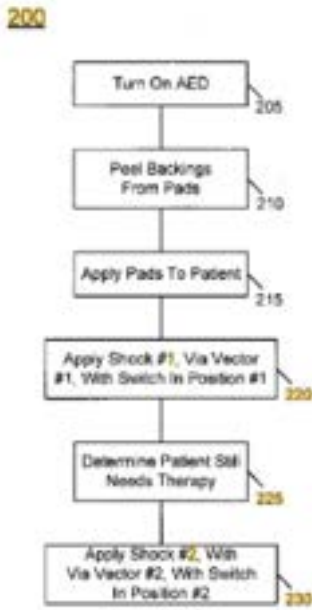 200
Turn On AED
205
Peel Backings
From Pads
210
Apply Pads To Patient
215
Apply Shock #1, Via Vector
#1, With Switch In Position #1
220
Determine Patient Still
Needs Therapy
225
Apply Shock #2, With
Via Vector #2, With Switch
In Position #2
230